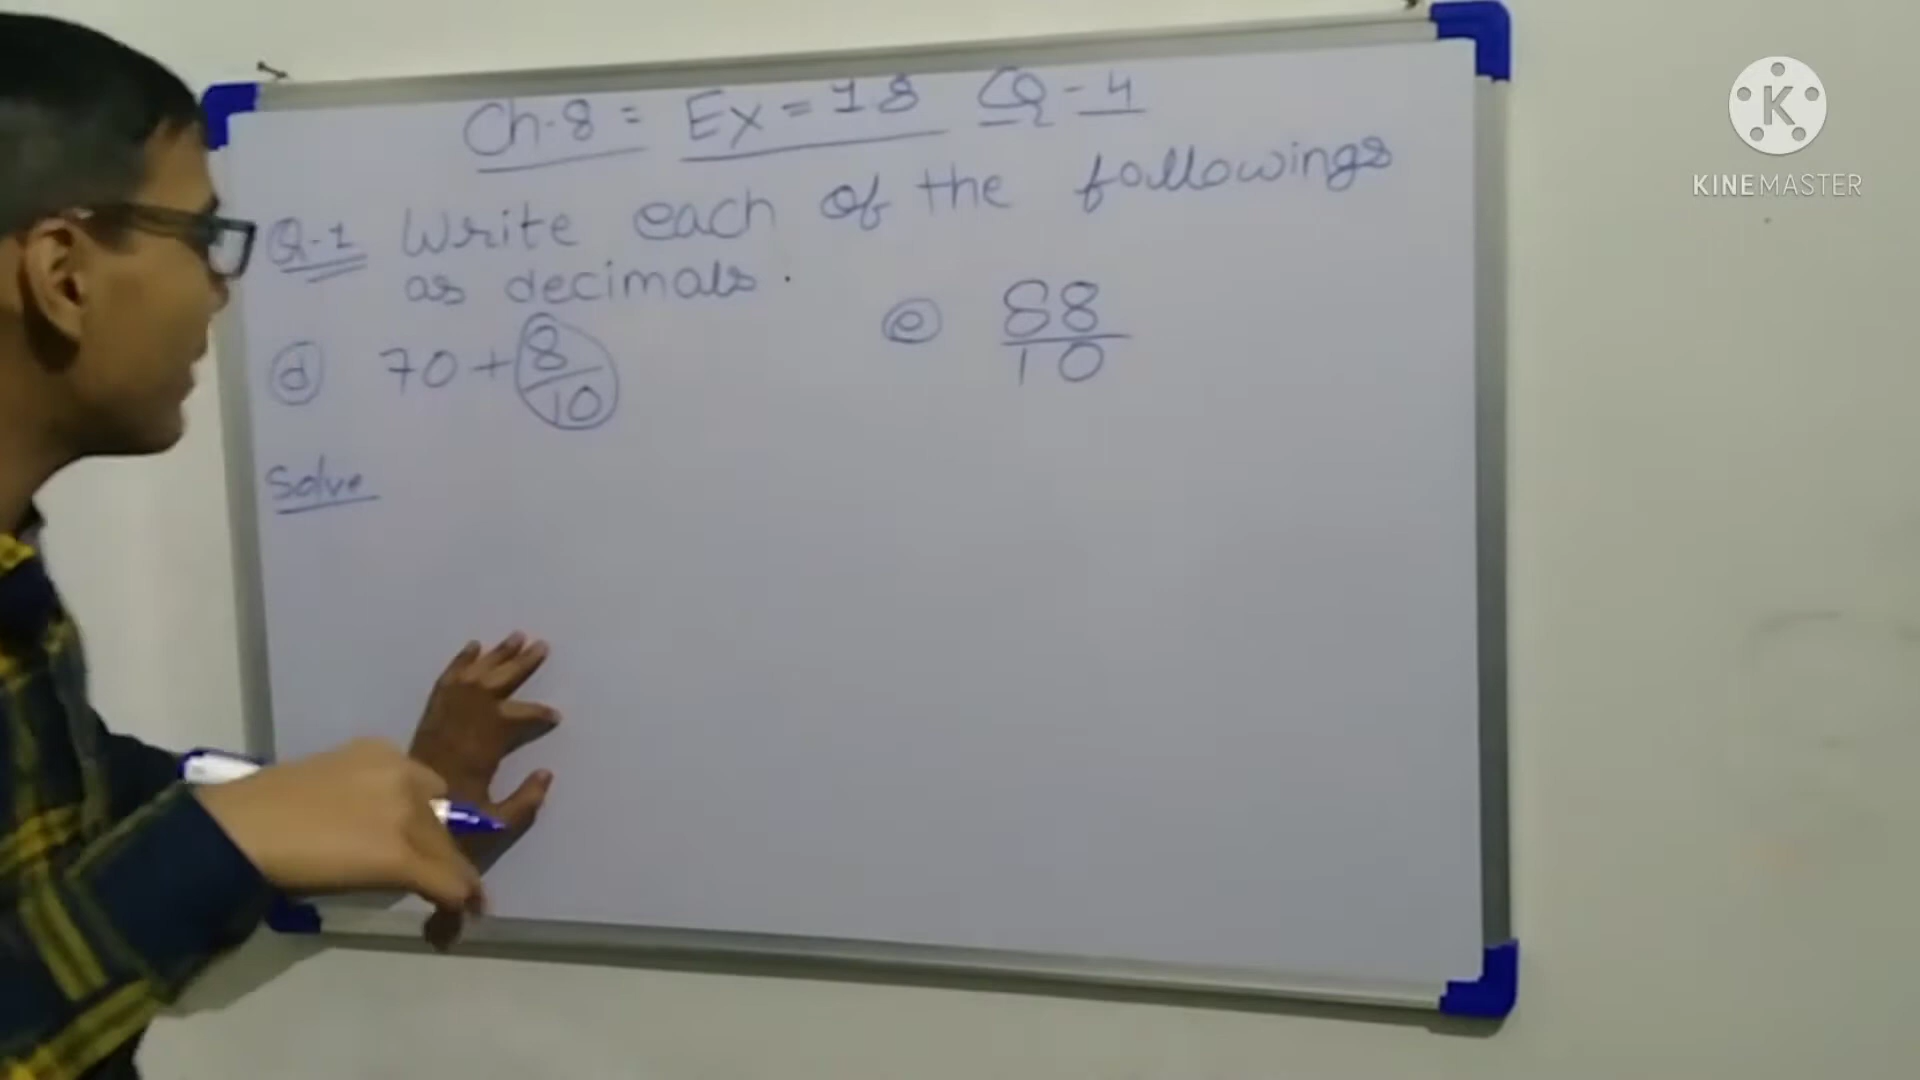 Ch.8 = Ex = 18 Q - 4
Q-1 Write each of the followings
as decimals.
d 70 + 8/10
e 88/10
Solve
K
KINEMASTER